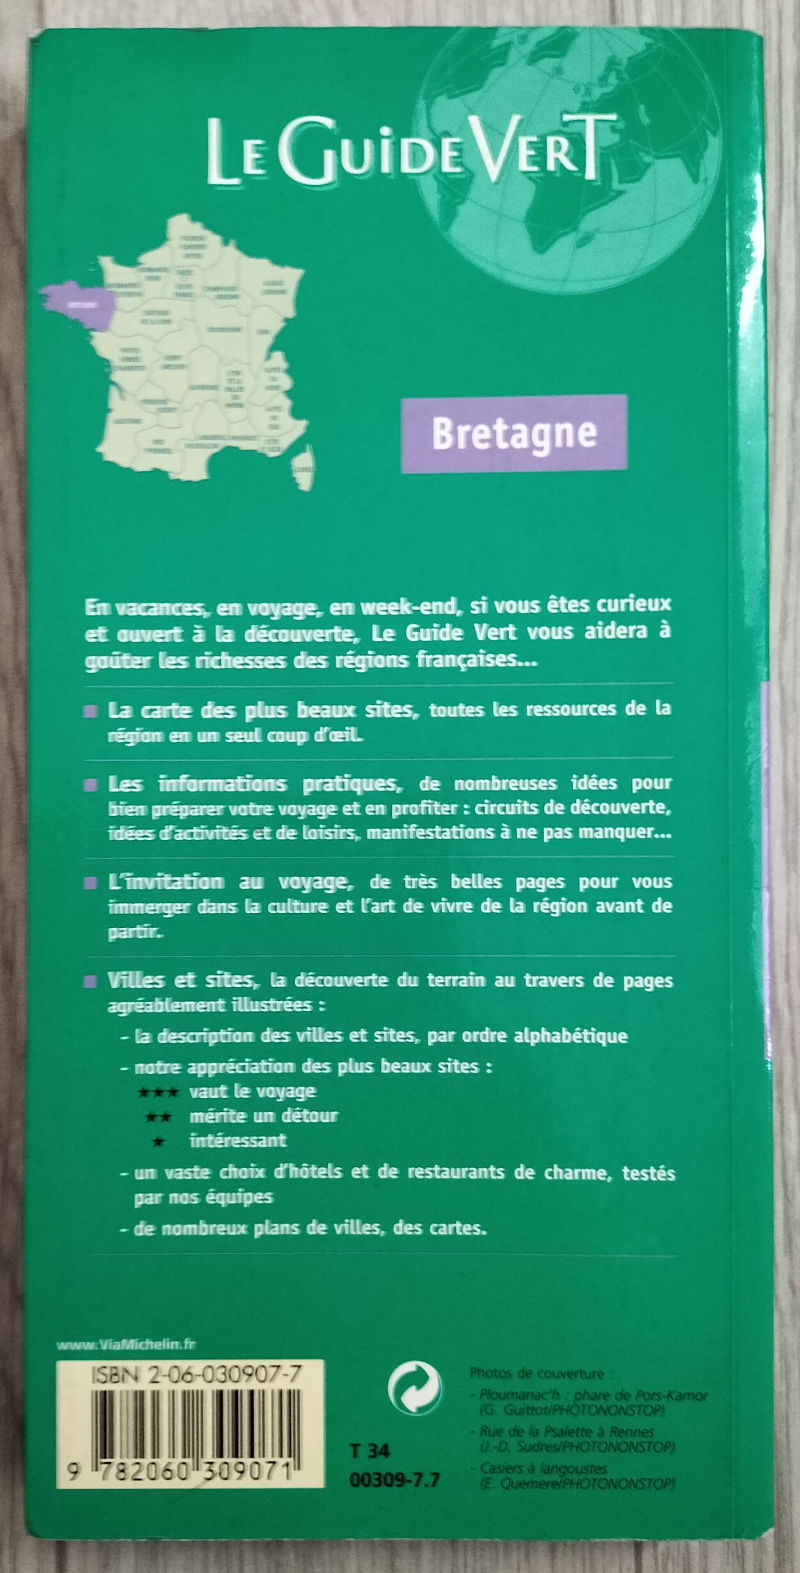 LE GUIDE VERT
Bretagne
En vacances, en voyage, en week-end, si vous êtes curieux
et ouvert à la découverte, Le Guide Vert vous aidera à
goûter les richesses des régions françaises...
La carte des plus beaux sites, toutes les ressources de la
région en un seul coup d'œil.
Les informations pratiques, de nombreuses idées pour
bien préparer votre voyage et en profiter : circuits de découverte,
idées d'activités et de loisirs, manifestations à ne pas manquer...
L'invitation au voyage, de très belles pages pour vous
immerger dans la culture et l'art de vivre de la région avant de
partir.
Villes et sites, la découverte du terrain au travers de pages
agréablement illustrées :
- la description des villes et sites, par ordre alphabétique
- notre appréciation des plus beaux sites :
★★★ vaut le voyage
★★ mérite un détour
★ intéressant
- un vaste choix d'hôtels et de restaurants de charme, testés
par nos équipes
- de nombreux plans de villes, des cartes.
www.ViaMichelin.fr
ISBN 2-06-030907-7
9 782060 309071
T 34
00309-7.7
Photos de couverture :
- Ploumanac'h : phare de Pors-Kamor
(G. Guittot/PHOTONONSTOP)
- Rue de la Psalette à Rennes
(J.-D. Sudres/PHOTONONSTOP)
- Casiers à langoustes
(E. Quemere/PHOTONONSTOP)